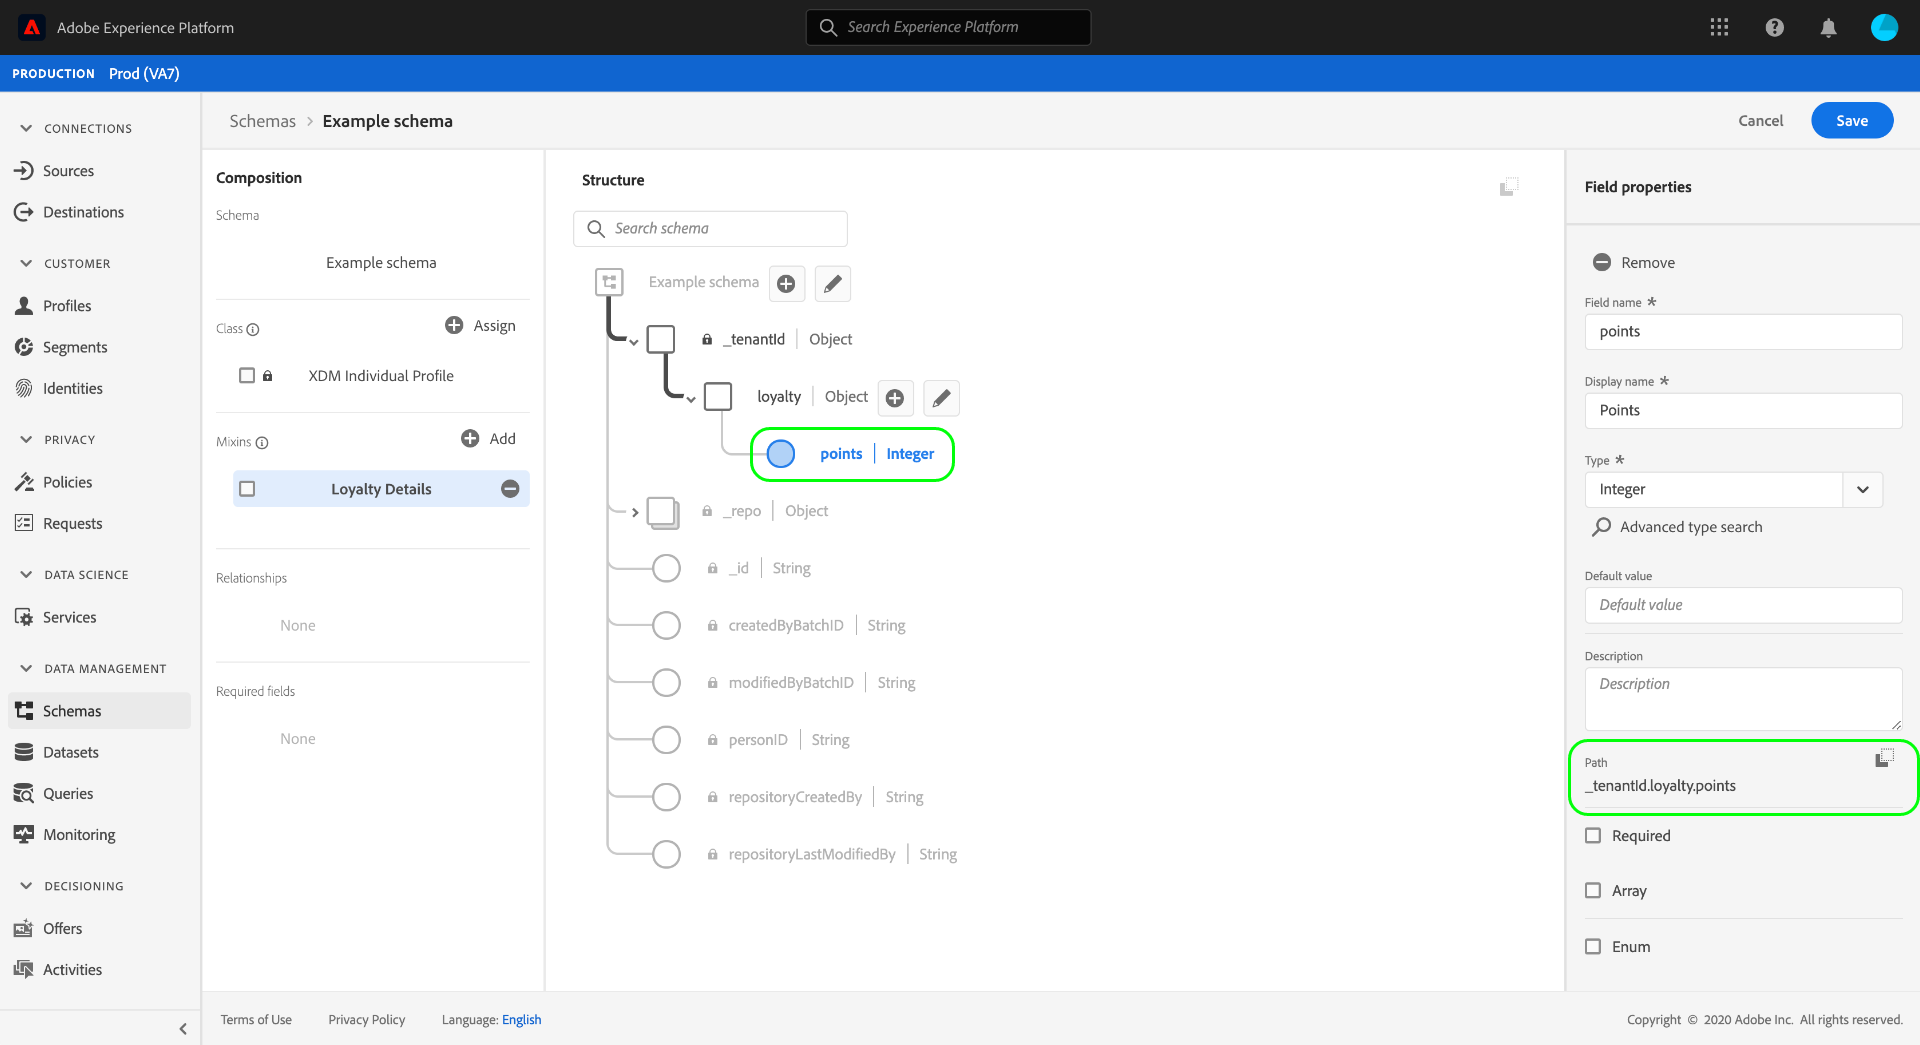 Adobe Experience Platform
Search Experience Platform
PRODUCTION Prod (VA7)
CONNECTIONS
Sources
Destinations
CUSTOMER
Profiles
Segments
Identities
PRIVACY
Policies
Requests
DATA SCIENCE
Services
DATA MANAGEMENT
Schemas
Datasets
Queries
Monitoring
DECISIONING
Offers
Activities
Schemas > Example schema
Cancel
Save
Composition
Schema
Example schema
Class
Assign
XDM Individual Profile
Mixins
Add
Loyalty Details
Relationships
None
Required fields
None
Structure
Search schema
Example schema
_tenantId | Object
loyalty | Object
points | Integer
_repo | Object
_id | String
createdByBatchID | String
modifiedByBatchID | String
personID | String
repositoryCreatedBy | String
repositoryLastModifiedBy | String
Field properties
Remove
Field name *
points
Display name *
Points
Type *
Integer
Advanced type search
Default value
Default value
Description
Description
Path
_tenantId.loyalty.points
Required
Array
Enum
Terms of Use
Privacy Policy
Language: English
Copyright © 2020 Adobe Inc. All rights reserved.